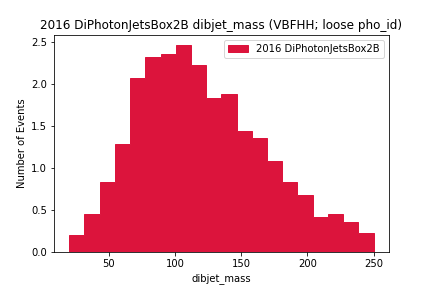 2016 DiPhotonJetsBox2B dibjet_mass (VBFHH; loose pho_id)
2016 DiPhotonJetsBox2B
Number of Events
2.5
2.0
1.5
1.0
0.5
0.0
50
100
150
200
250
dibjet_mass